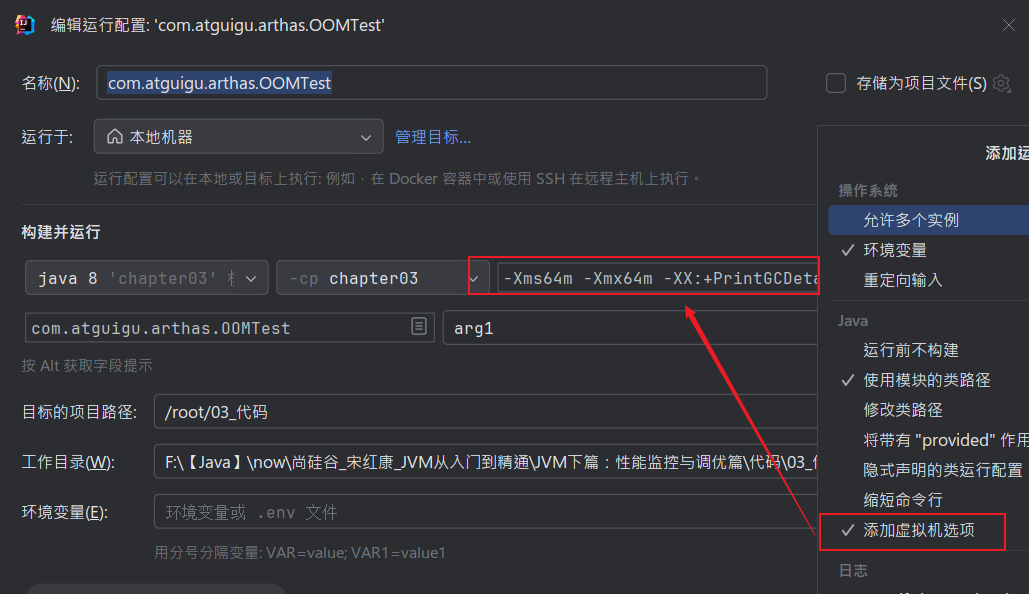 编辑运行配置: 'com.atguigu.arthas.OOMTest'
名称(N): com.atguigu.arthas.OOMTest 存储为项目文件(S)
运行于: 本地机器 管理目标...
运行配置可以在本地或目标上执行: 例如，在 Docker 容器中或使用 SSH 在远程主机上执行。
构建并运行
java 8 'chapter03' -cp chapter03 -Xms64m -Xmx64m -XX:+PrintGCDeta
com.atguigu.arthas.OOMTest arg1
按 Alt 获取字段提示
目标的项目路径: /root/03_代码
工作目录(W): F:\【Java】\now\尚硅谷_宋红康_JVM从入门到精通\JVM下篇：性能监控与调优篇\代码\03_
环境变量(E): 环境变量或 .env 文件
用分号分隔变量: VAR=value; VAR1=value1
添加运
操作系统
允许多个实例
环境变量
重定向输入
Java
运行前不构建
使用模块的类路径
修改类路径
将带有 "provided" 作用
隐式声明的类运行配置
缩短命令行
添加虚拟机选项
日志